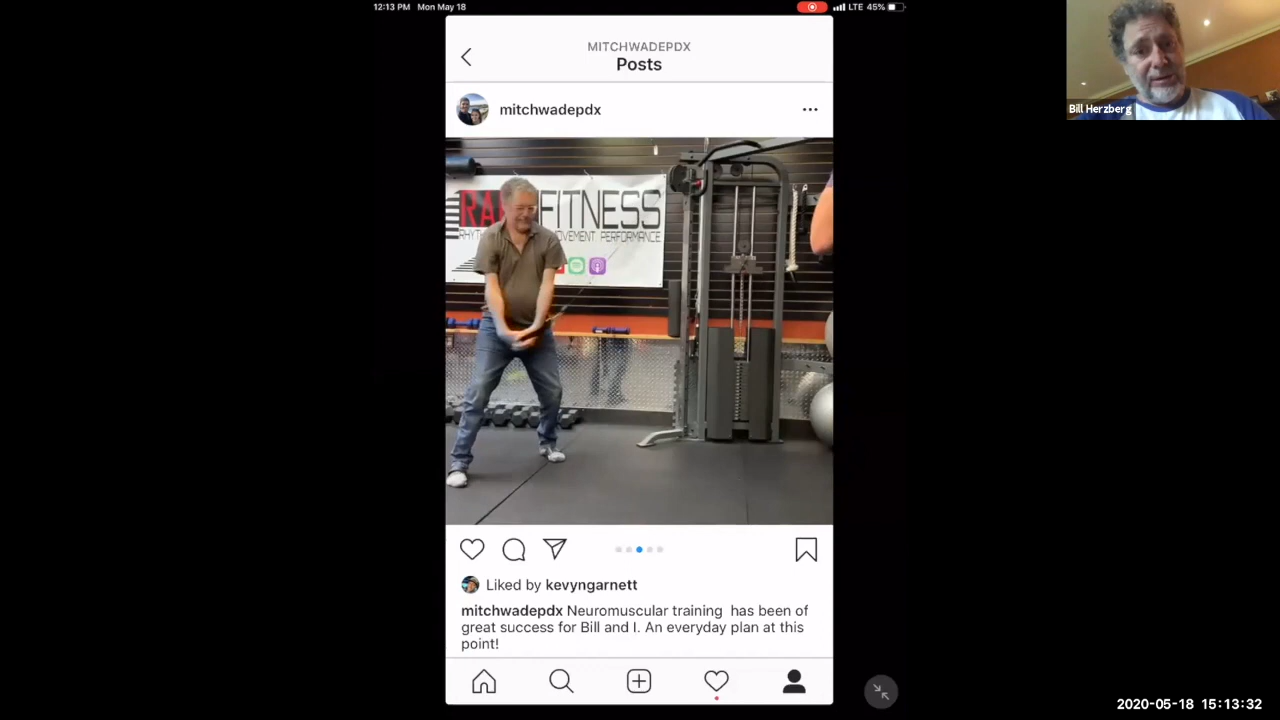 12:13 PM Mon May 18
LTE 45%
MITCHWADEPDX
Posts
mitchwadepdx
FITNESS
OVEMENT PERFORMANCE
Liked by kevyngarnett
mitchwadepdx Neuromuscular training has been of
great success for Bill and I. An everyday plan at this
point!
Bill Herzberg
2020-05-18 15:13:32